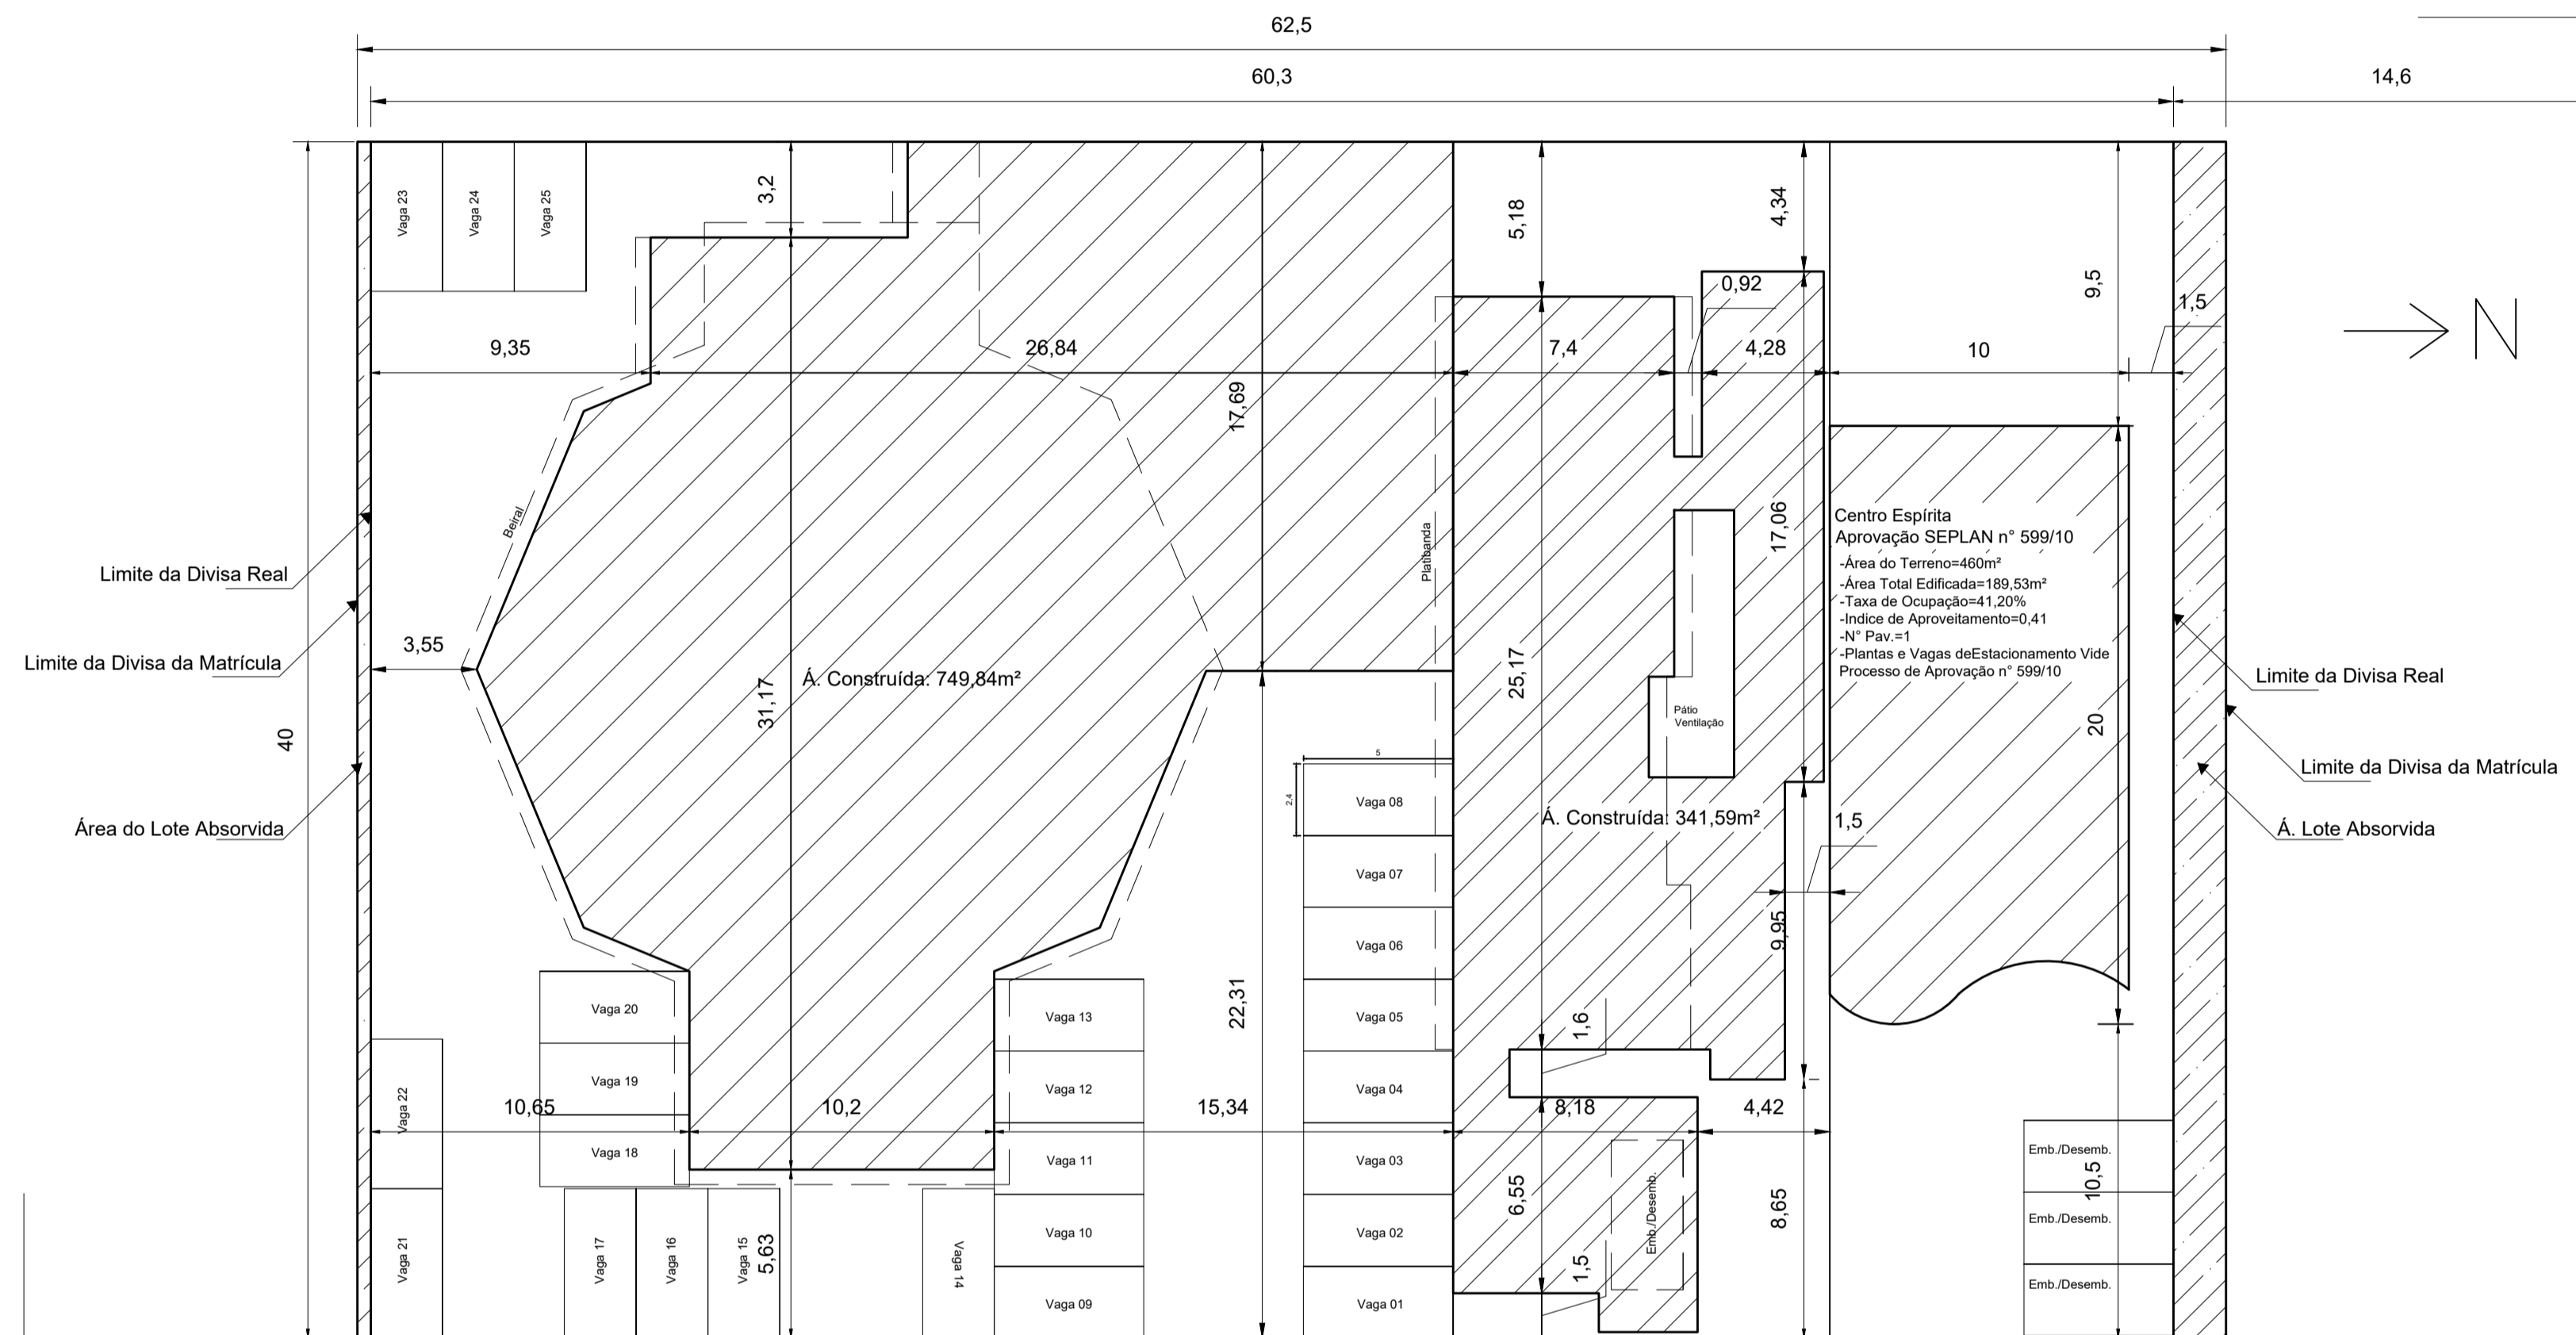 62,5
60,3
14,6
Vaga 23
Vaga 24
Vaga 25
3,2
5,18
4,34
9,5
0,92
1,5
N
9,35
26,84
7,4
4,28
10
17,69
Beiral
Platibanda
17,06
Centro Espírita
Aprovação SEPLAN n° 599/10
-Área do Terreno=460m²
-Área Total Edificada=189,53m²
-Taxa de Ocupação=41,20%
-Indice de Aproveitamento=0,41
-N° Pav.=1
-Plantas e Vagas deEstacionamento Vide
Processo de Aprovação n° 599/10
Limite da Divisa Real
Limite da Divisa da Matrícula
3,55
40
31,17
Á. Construída: 749,84m²
25,17
Pátio
Ventilação
20
Limite da Divisa Real
Limite da Divisa da Matrícula
Área do Lote Absorvida
Á. Lote Absorvida
5
2,4
Vaga 08
Á. Construída: 341,59m²
1,5
Vaga 07
Vaga 06
9,95
Vaga 20
Vaga 13
22,31
Vaga 05
1,6
Vaga 19
Vaga 12
Vaga 04
Vaga 22
10,65
10,2
15,34
8,18
4,42
Vaga 18
Vaga 11
Vaga 03
6,55
Emb./Desemb.
8,65
10,5
Emb./Desemb.
Emb./Desemb.
Emb./Desemb.
Vaga 21
Vaga 17
Vaga 16
Vaga 15
5,63
Vaga 14
Vaga 10
Vaga 02
1,5
Vaga 09
Vaga 01